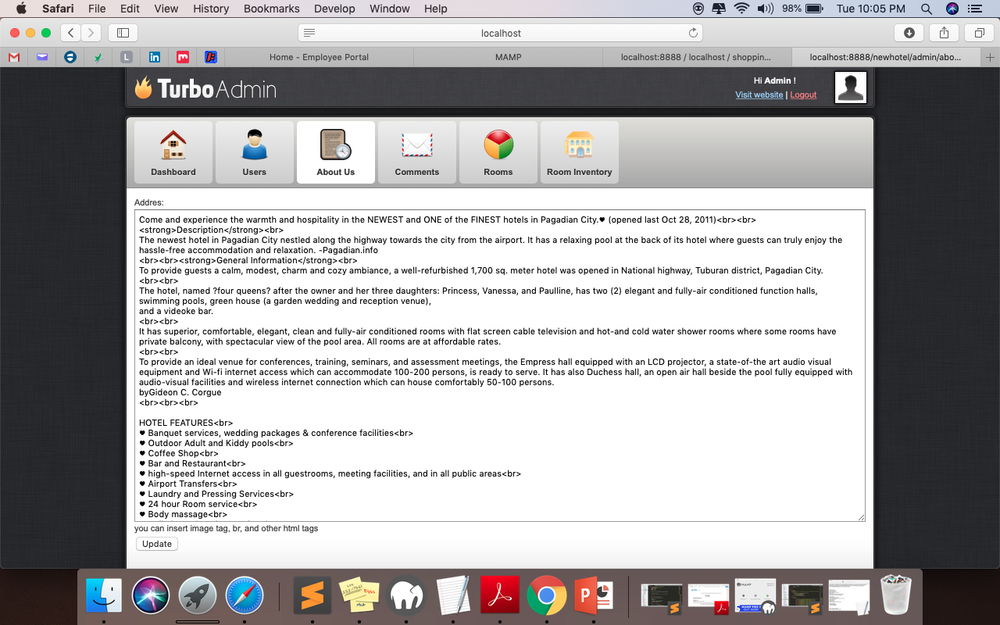 Safari File Edit View History Bookmarks Develop Window Help 98% Tue 10:05 PM
localhost
L in m
Home - Employee Portal MAMP localhost:8888 / localhost / shoppin... localhost:8888/newhotel/admin/abo...
TurboAdmin
Hi Admin !
Visit website | Logout
Dashboard Users About Us Comments Rooms Room Inventory
Addres:
Come and experience the warmth and hospitality in the NEWEST and ONE of the FINEST hotels in Pagadian City.♥ (opened last Oct 28, 2011)<br><br>
<strong>Description</strong><br>
The newest hotel in Pagadian City nestled along the highway towards the city from the airport. It has a relaxing pool at the back of its hotel where guests can truly enjoy the
hassle-free accommodation and relaxation. -Pagadian.info
<br><br><strong>General Information</strong><br>
To provide guests a calm, modest, charm and cozy ambiance, a well-refurbished 1,700 sq. meter hotel was opened in National highway, Tuburan district, Pagadian City.
<br><br>
The hotel, named ?four queens? after the owner and her three daughters: Princess, Vanessa, and Paulline, has two (2) elegant and fully-air conditioned function halls,
swimming pools, green house (a garden wedding and reception venue),
and a videoke bar.
<br><br>
It has superior, comfortable, elegant, clean and fully-air conditioned rooms with flat screen cable television and hot-and cold water shower rooms where some rooms have
private balcony, with spectacular view of the pool area. All rooms are at affordable rates.
<br><br>
To provide an ideal venue for conferences, training, seminars, and assessment meetings, the Empress hall equipped with an LCD projector, a state-of-the art audio visual
equipment and Wi-fi internet access which can accommodate 100-200 persons, is ready to serve. It has also Duchess hall, an open air hall beside the pool fully equipped with
audio-visual facilities and wireless internet connection which can house comfortably 50-100 persons.
byGideon C. Corgue
<br><br><br>
HOTEL FEATURES<br>
♥ Banquet services, wedding packages & conference facilities<br>
♥ Outdoor Adult and Kiddy pools<br>
♥ Coffee Shop<br>
♥ Bar and Restaurant<br>
♥ high-speed Internet access in all guestrooms, meeting facilities, and in all public areas<br>
♥ Airport Transfers<br>
♥ Laundry and Pressing Services<br>
♥ 24 hour Room service<br>
♥ Body massage<br>
you can insert image tag, br, and other html tags
Update